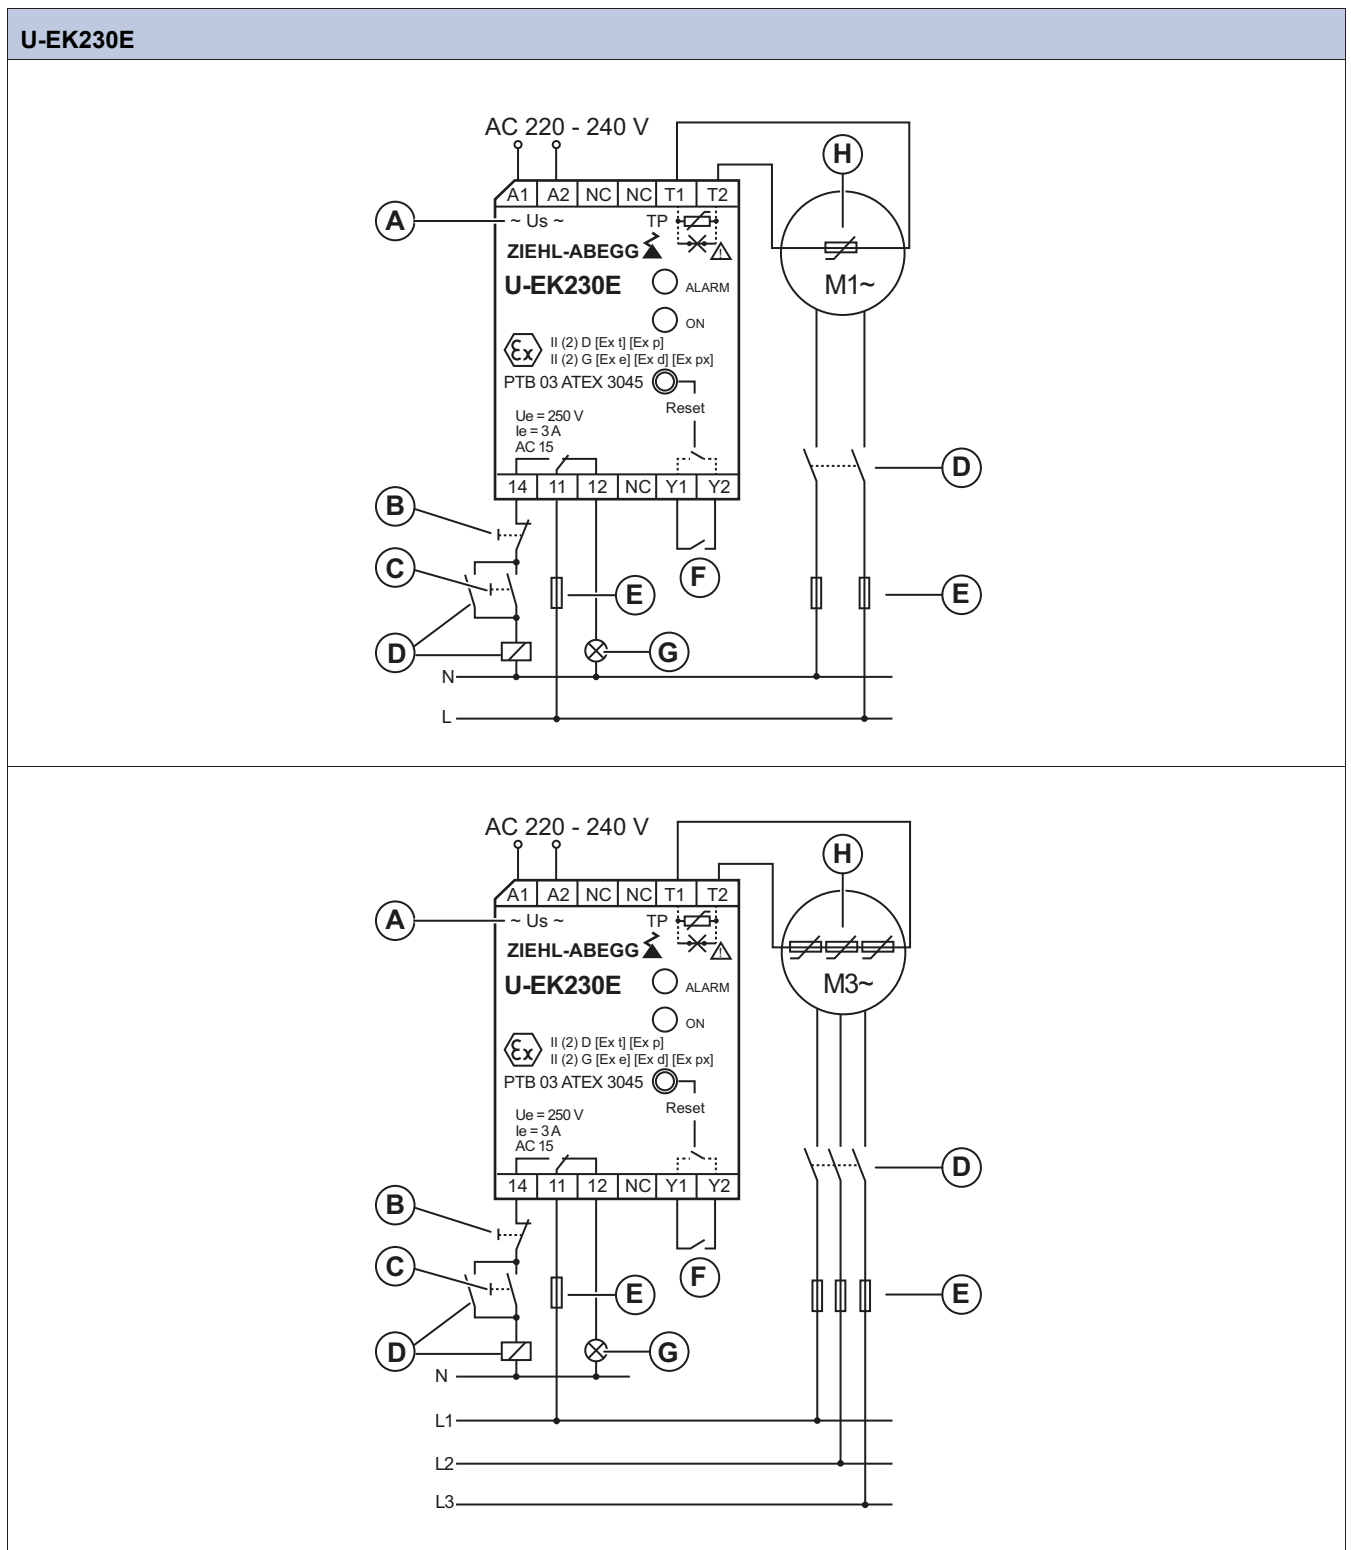 U-EK230E
AC 220 - 240 V
H
A1 A2 NC NC T1 T2
A
~ Us ~ TP
ZIEHL-ABEGG
U-EK230E
ALARM
M1~
ON
Ex II (2) D [Ex t] [Ex p]
II (2) G [Ex e] [Ex d] [Ex px]
PTB 03 ATEX 3045
Reset
Ue = 250 V
Ie = 3 A
AC 15
D
14 11 12 NC Y1 Y2
B
C
F
E
E
D
G
N
L
AC 220 - 240 V
H
A1 A2 NC NC T1 T2
A
~ Us ~ TP
ZIEHL-ABEGG
U-EK230E
ALARM
M3~
ON
Ex II (2) D [Ex t] [Ex p]
II (2) G [Ex e] [Ex d] [Ex px]
PTB 03 ATEX 3045
Reset
Ue = 250 V
Ie = 3 A
AC 15
D
14 11 12 NC Y1 Y2
B
C
F
E
E
D
G
N
L1
L2
L3